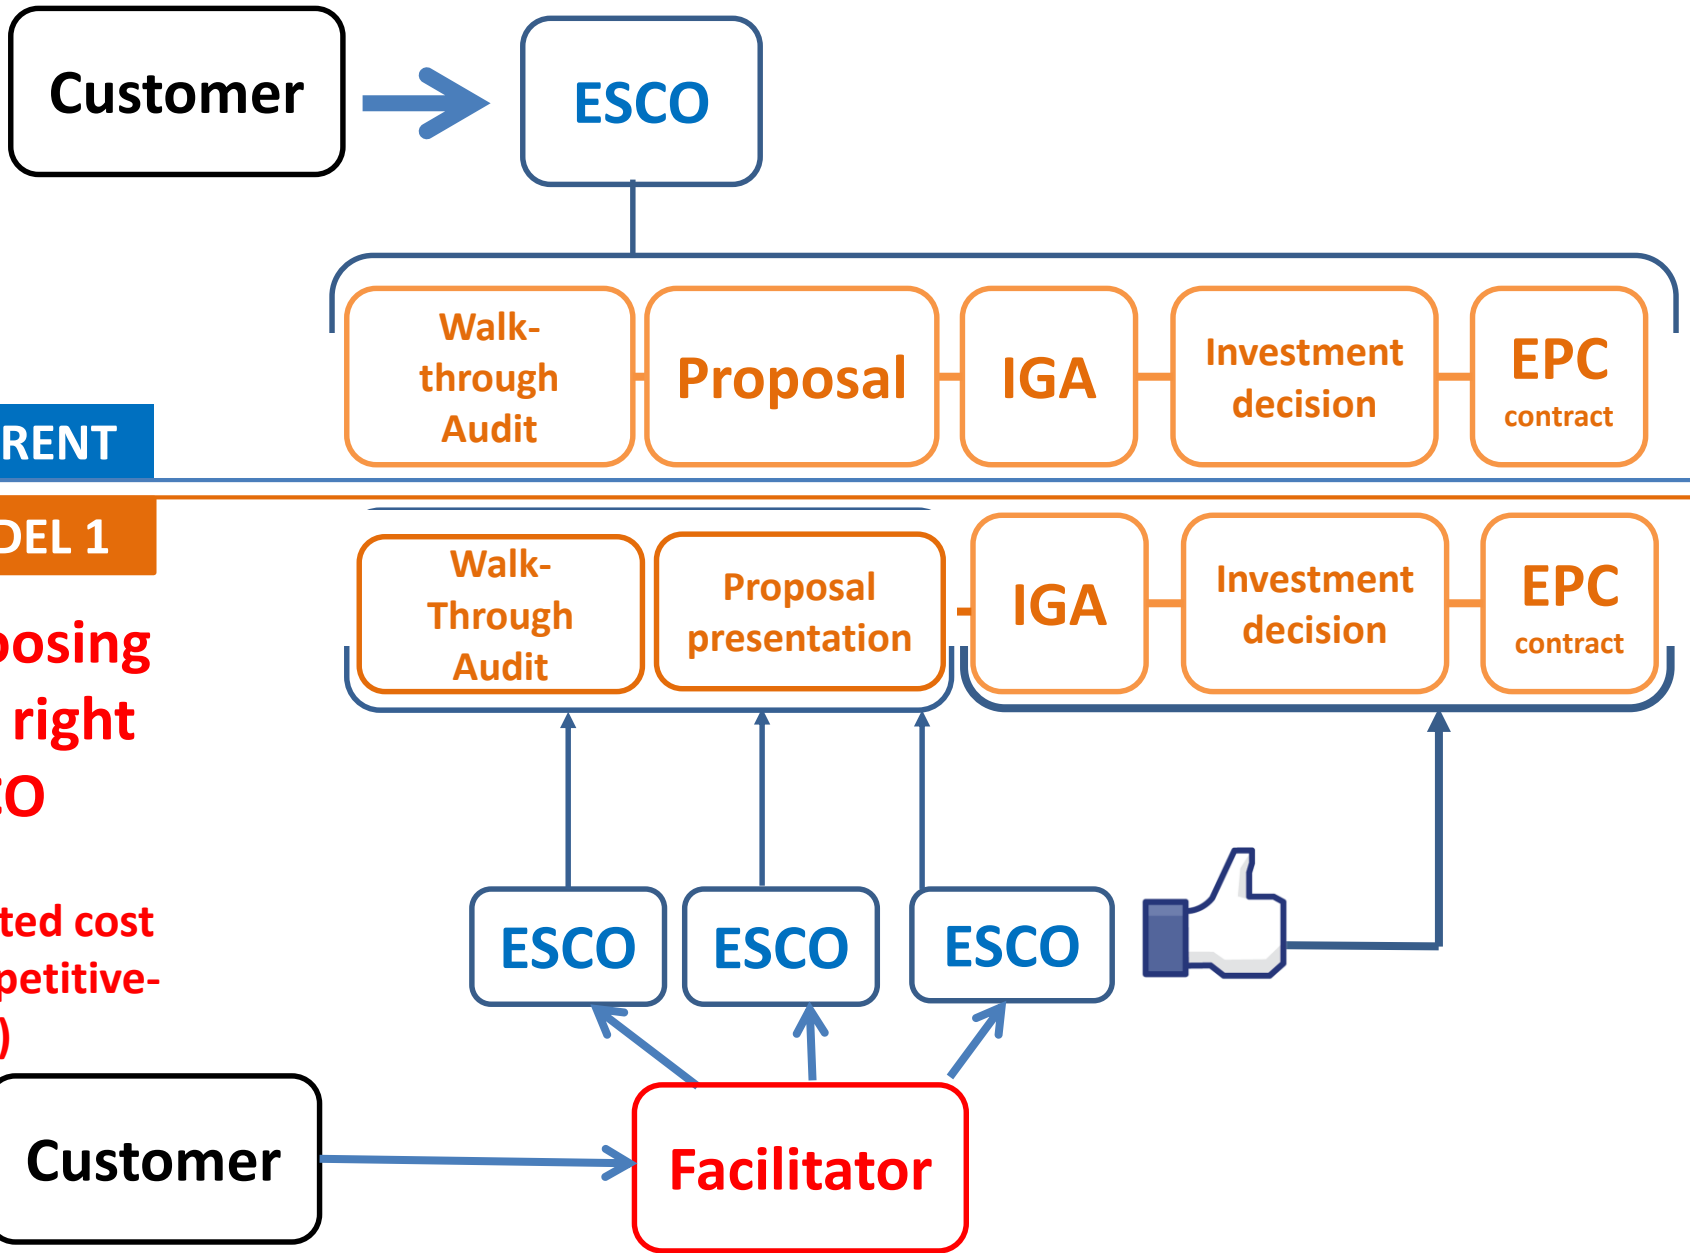 Customer
ESCO
Walk-
through
Audit
Proposal
IGA
Investment
decision
EPC
contract
RENT
DEL 1
Walk-
Through
Audit
Proposal
presentation
IGA
Investment
decision
EPC
contract
osing
right
O
ted cost
petitive-
)
ESCO
ESCO
ESCO
Customer
Facilitator